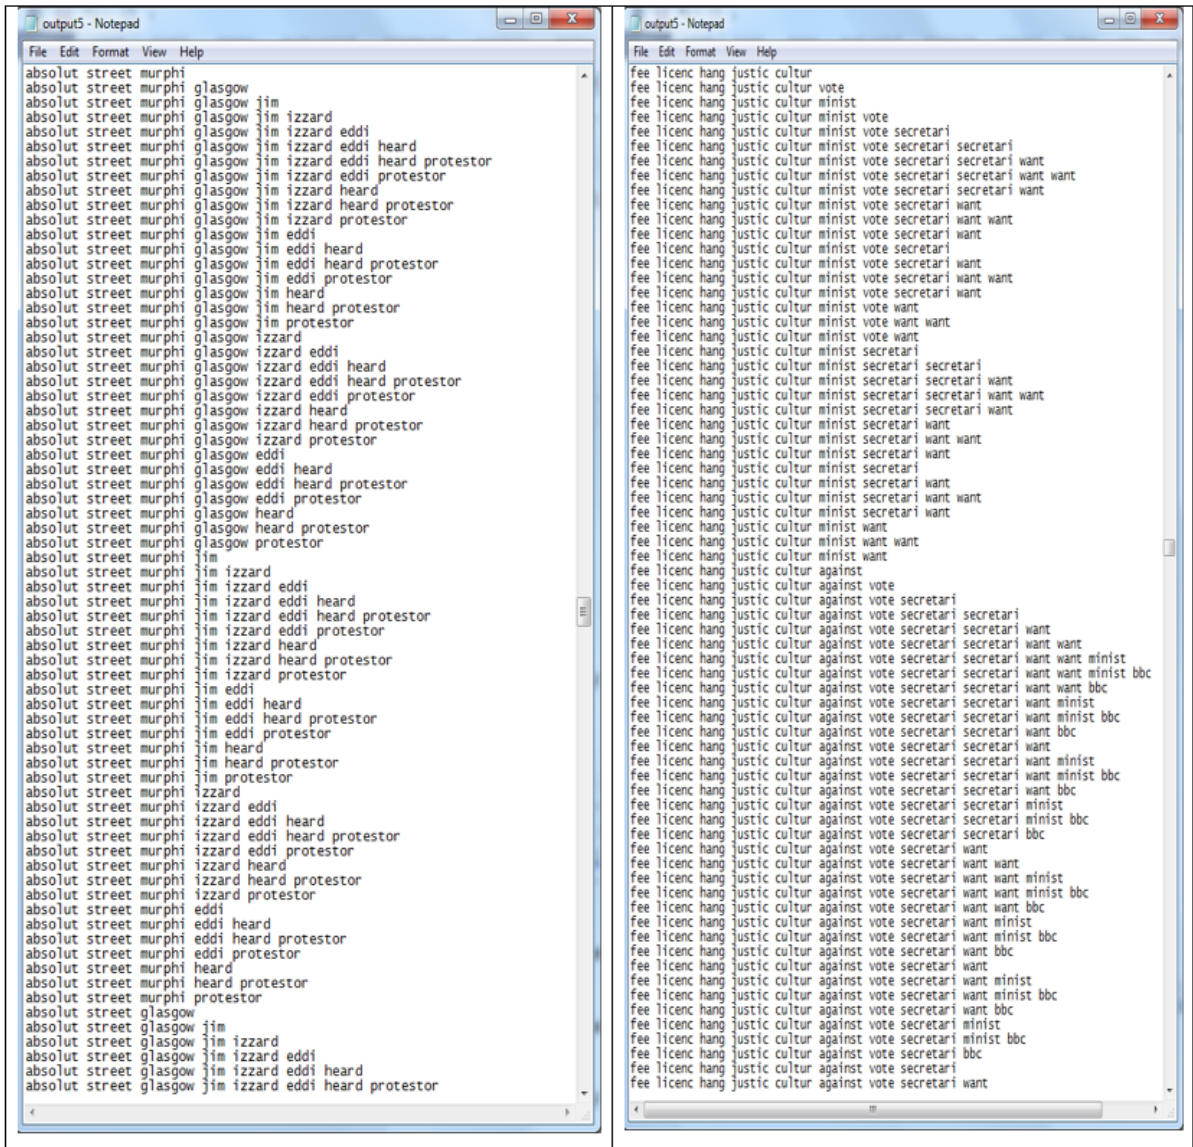 output5 - Notepad
File Edit Format View Help
absolut street murphi
absolut street murphi glasgow
absolut street murphi glasgow jim
absolut street murphi glasgow jim izzard
absolut street murphi glasgow jim izzard eddi
absolut street murphi glasgow jim izzard eddi heard
absolut street murphi glasgow jim izzard eddi heard protestor
absolut street murphi glasgow jim izzard eddi protestor
absolut street murphi glasgow jim izzard heard
absolut street murphi glasgow jim izzard heard protestor
absolut street murphi glasgow jim izzard protestor
absolut street murphi glasgow jim eddi
absolut street murphi glasgow jim eddi heard
absolut street murphi glasgow jim eddi heard protestor
absolut street murphi glasgow jim eddi protestor
absolut street murphi glasgow jim heard
absolut street murphi glasgow jim heard protestor
absolut street murphi glasgow jim protestor
absolut street murphi glasgow izzard
absolut street murphi glasgow izzard eddi
absolut street murphi glasgow izzard eddi heard
absolut street murphi glasgow izzard eddi heard protestor
absolut street murphi glasgow izzard eddi protestor
absolut street murphi glasgow izzard heard
absolut street murphi glasgow izzard heard protestor
absolut street murphi glasgow izzard protestor
absolut street murphi glasgow eddi
absolut street murphi glasgow eddi heard
absolut street murphi glasgow eddi heard protestor
absolut street murphi glasgow eddi protestor
absolut street murphi glasgow heard
absolut street murphi glasgow heard protestor
absolut street murphi glasgow protestor
absolut street murphi jim
absolut street murphi jim izzard
absolut street murphi jim izzard eddi
absolut street murphi jim izzard eddi heard
absolut street murphi jim izzard eddi heard protestor
absolut street murphi jim izzard eddi protestor
absolut street murphi jim izzard heard
absolut street murphi jim izzard heard protestor
absolut street murphi jim izzard protestor
absolut street murphi jim eddi
absolut street murphi jim eddi heard
absolut street murphi jim eddi heard protestor
absolut street murphi jim eddi protestor
absolut street murphi jim heard
absolut street murphi jim heard protestor
absolut street murphi jim protestor
absolut street murphi izzard
absolut street murphi izzard eddi
absolut street murphi izzard eddi heard
absolut street murphi izzard eddi heard protestor
absolut street murphi izzard eddi protestor
absolut street murphi izzard heard
absolut street murphi izzard heard protestor
absolut street murphi izzard protestor
absolut street murphi eddi
absolut street murphi eddi heard
absolut street murphi eddi heard protestor
absolut street murphi eddi protestor
absolut street murphi heard
absolut street murphi heard protestor
absolut street murphi protestor
absolut street glasgow
absolut street glasgow jim
absolut street glasgow jim izzard
absolut street glasgow jim izzard eddi
absolut street glasgow jim izzard eddi heard
absolut street glasgow jim izzard eddi heard protestor
output5 - Notepad
File Edit Format View Help
fee licenc hang justic cultur
fee licenc hang justic cultur vote
fee licenc hang justic cultur minist
fee licenc hang justic cultur minist vote
fee licenc hang justic cultur minist vote secretari
fee licenc hang justic cultur minist vote secretari secretari
fee licenc hang justic cultur minist vote secretari secretari want
fee licenc hang justic cultur minist vote secretari secretari want want
fee licenc hang justic cultur minist vote secretari secretari want
fee licenc hang justic cultur minist vote secretari want
fee licenc hang justic cultur minist vote secretari want want
fee licenc hang justic cultur minist vote secretari want
fee licenc hang justic cultur minist vote secretari
fee licenc hang justic cultur minist vote secretari want
fee licenc hang justic cultur minist vote secretari want want
fee licenc hang justic cultur minist vote secretari want
fee licenc hang justic cultur minist vote want
fee licenc hang justic cultur minist vote want want
fee licenc hang justic cultur minist vote want
fee licenc hang justic cultur minist secretari
fee licenc hang justic cultur minist secretari secretari
fee licenc hang justic cultur minist secretari secretari want
fee licenc hang justic cultur minist secretari secretari want want
fee licenc hang justic cultur minist secretari secretari want
fee licenc hang justic cultur minist secretari want
fee licenc hang justic cultur minist secretari want want
fee licenc hang justic cultur minist secretari want
fee licenc hang justic cultur minist secretari
fee licenc hang justic cultur minist secretari want
fee licenc hang justic cultur minist secretari want want
fee licenc hang justic cultur minist secretari want
fee licenc hang justic cultur minist want
fee licenc hang justic cultur minist want want
fee licenc hang justic cultur minist want
fee licenc hang justic cultur against
fee licenc hang justic cultur against vote
fee licenc hang justic cultur against vote secretari
fee licenc hang justic cultur against vote secretari secretari
fee licenc hang justic cultur against vote secretari secretari want
fee licenc hang justic cultur against vote secretari secretari want want
fee licenc hang justic cultur against vote secretari secretari want want minist
fee licenc hang justic cultur against vote secretari secretari want want minist bbc
fee licenc hang justic cultur against vote secretari secretari want want bbc
fee licenc hang justic cultur against vote secretari secretari want minist
fee licenc hang justic cultur against vote secretari secretari want minist bbc
fee licenc hang justic cultur against vote secretari secretari want bbc
fee licenc hang justic cultur against vote secretari secretari want
fee licenc hang justic cultur against vote secretari secretari want minist
fee licenc hang justic cultur against vote secretari secretari want minist bbc
fee licenc hang justic cultur against vote secretari secretari want bbc
fee licenc hang justic cultur against vote secretari secretari minist
fee licenc hang justic cultur against vote secretari secretari minist bbc
fee licenc hang justic cultur against vote secretari secretari bbc
fee licenc hang justic cultur against vote secretari want
fee licenc hang justic cultur against vote secretari want want
fee licenc hang justic cultur against vote secretari want want minist
fee licenc hang justic cultur against vote secretari want want minist bbc
fee licenc hang justic cultur against vote secretari want want bbc
fee licenc hang justic cultur against vote secretari want minist
fee licenc hang justic cultur against vote secretari want minist bbc
fee licenc hang justic cultur against vote secretari want bbc
fee licenc hang justic cultur against vote secretari want
fee licenc hang justic cultur against vote secretari want minist
fee licenc hang justic cultur against vote secretari want minist bbc
fee licenc hang justic cultur against vote secretari want bbc
fee licenc hang justic cultur against vote secretari minist
fee licenc hang justic cultur against vote secretari minist bbc
fee licenc hang justic cultur against vote secretari bbc
fee licenc hang justic cultur against vote secretari
fee licenc hang justic cultur against vote secretari want